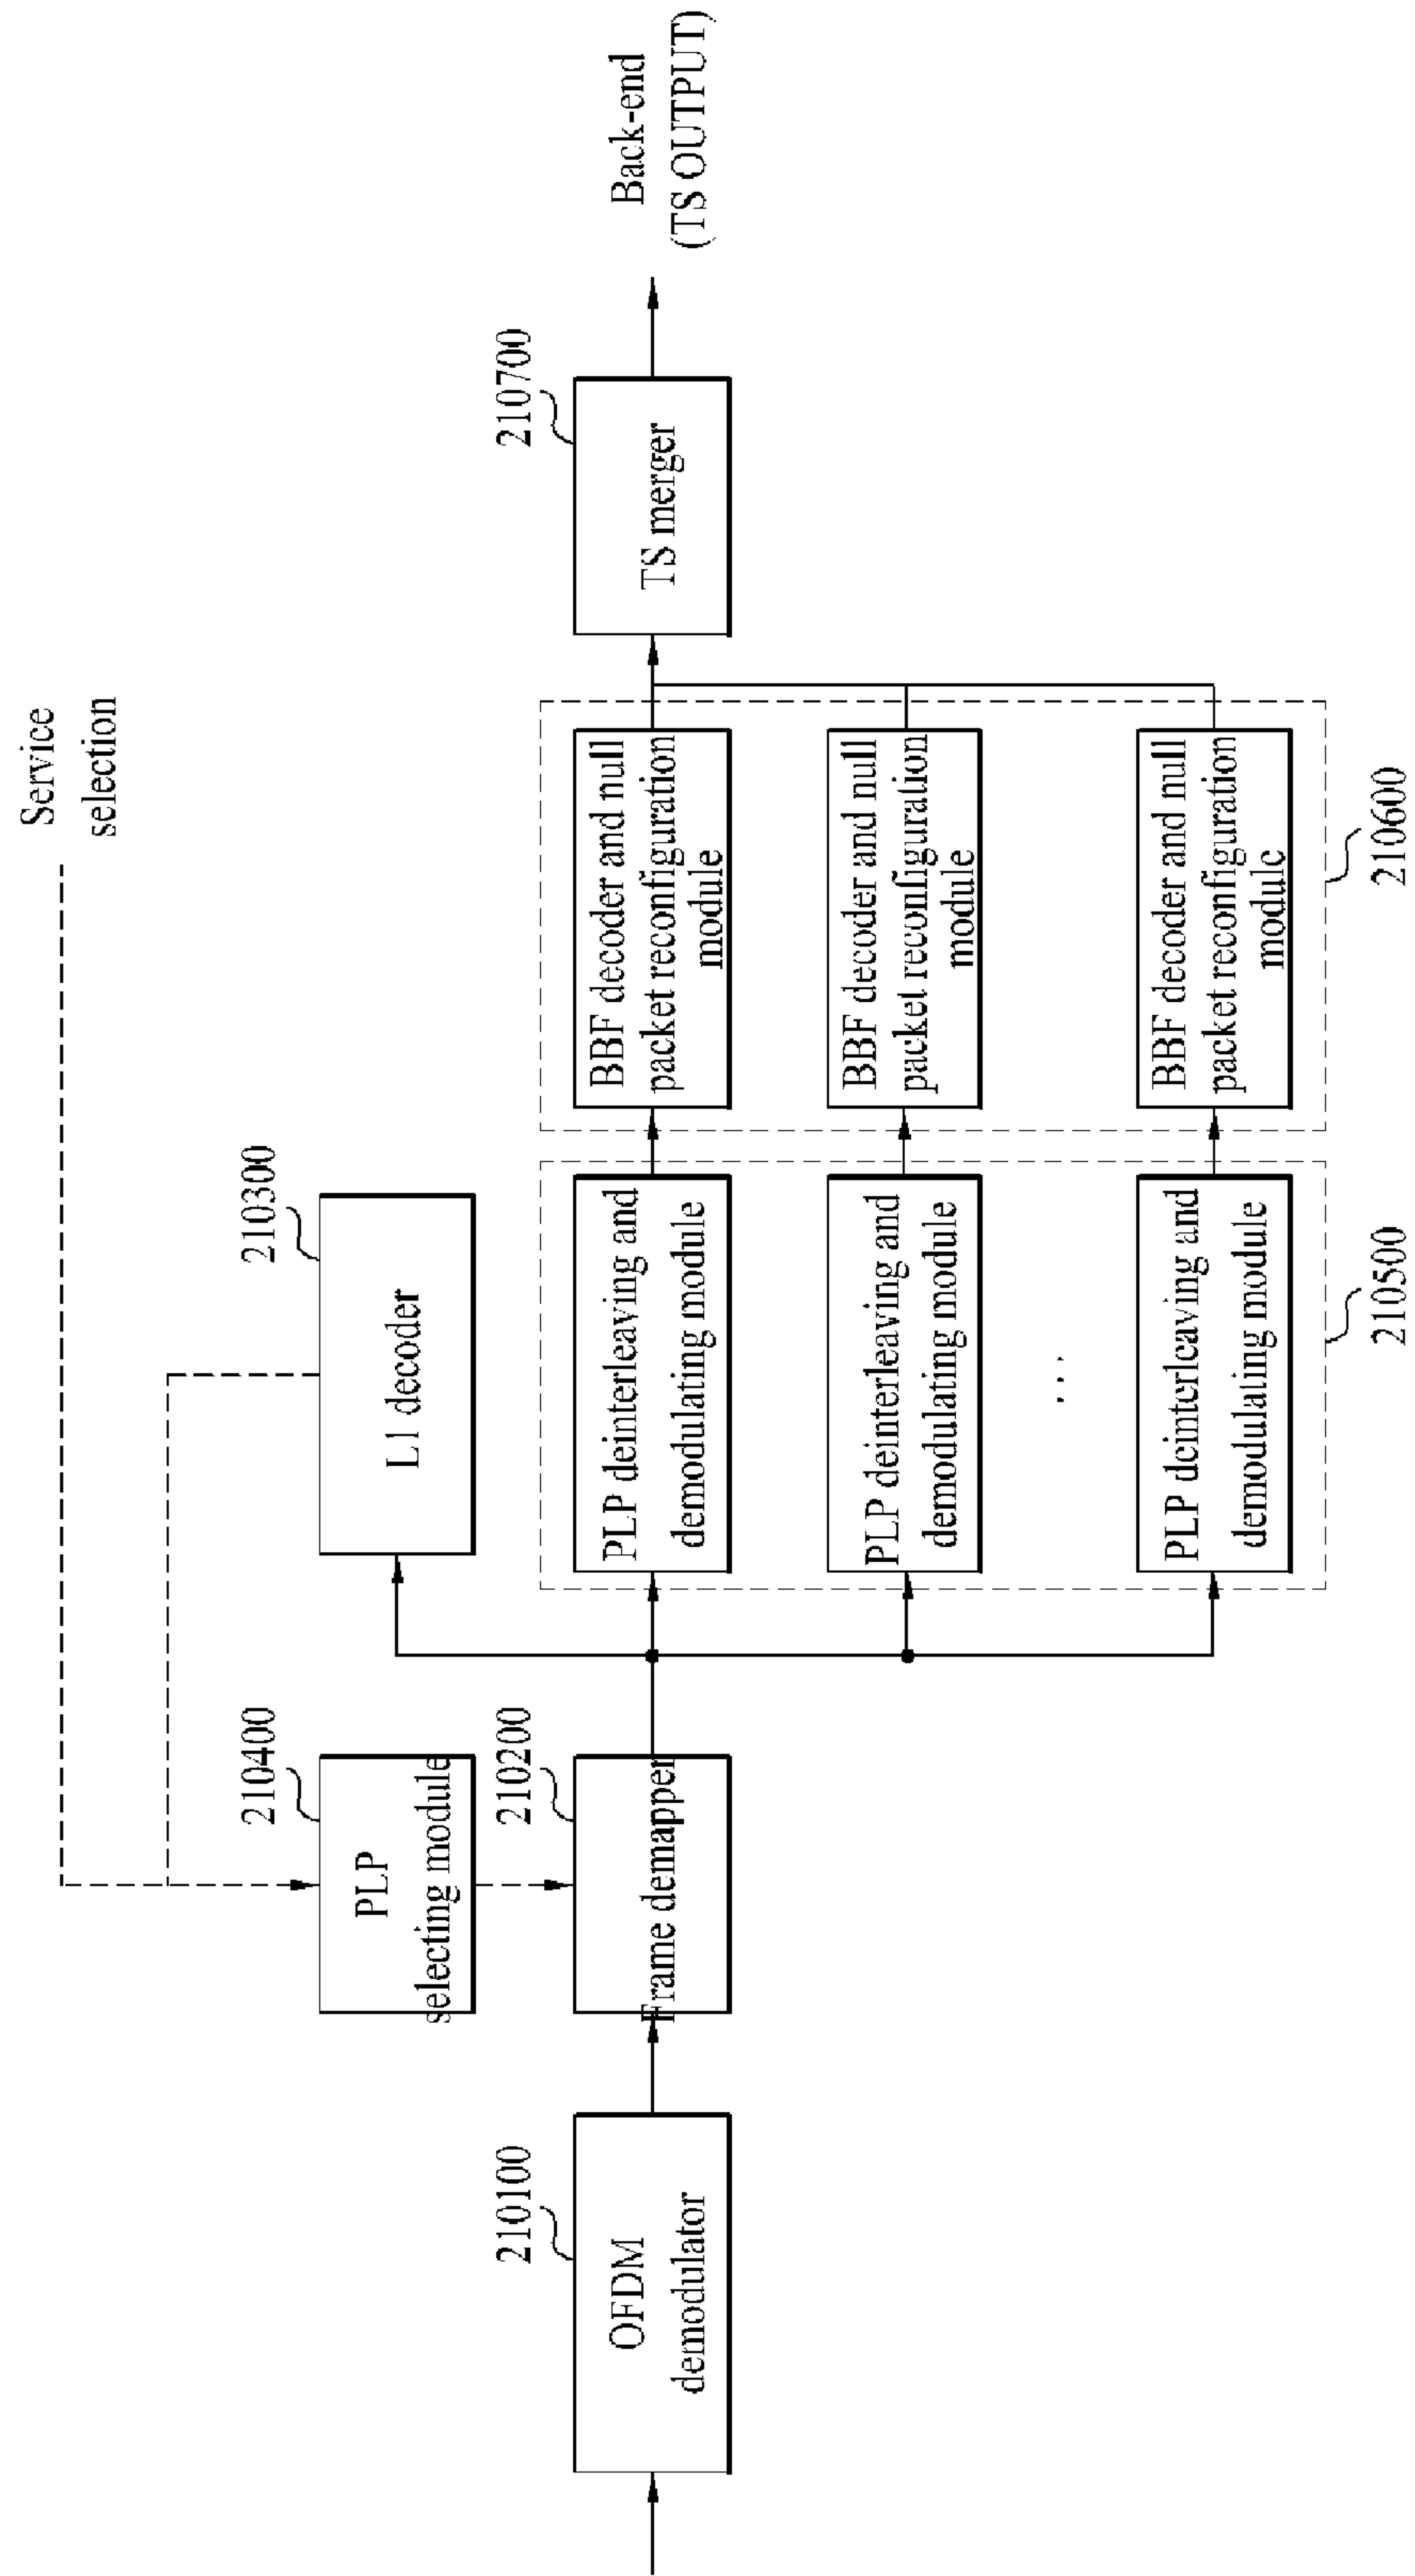 Service
selection
210400
PLP
selecting module
210300
L1 decoder
210100
OFDM
demodulator
210200
Frame demapper
PLP deinterleaving and
demodulating module
BBF decoder and null
packet reconfiguration
module
210700
TS merger
Back-end
(TS OUTPUT)
PLP deinterleaving and
demodulating module
BBF decoder and null
packet reconfiguration
module
...
PLP deinterleaving and
demodulating module
BBF decoder and null
packet reconfiguration
module
210500
210600